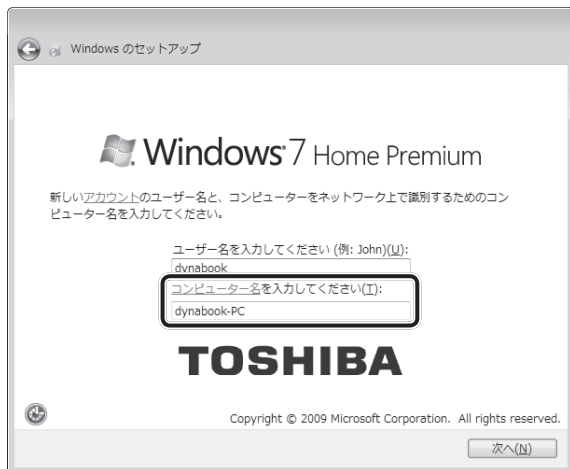 Windows のセットアップ
Windows 7 Home Premium
新しいアカウントのユーザー名と、コンピューターをネットワーク上で識別するためのコン
ピューター名を入力してください。
ユーザー名を入力してください (例: John)(U):
dynabook
コンピューター名を入力してください(T):
dynabook-PC
TOSHIBA
Copyright © 2009 Microsoft Corporation. All rights reserved.
次へ(N)